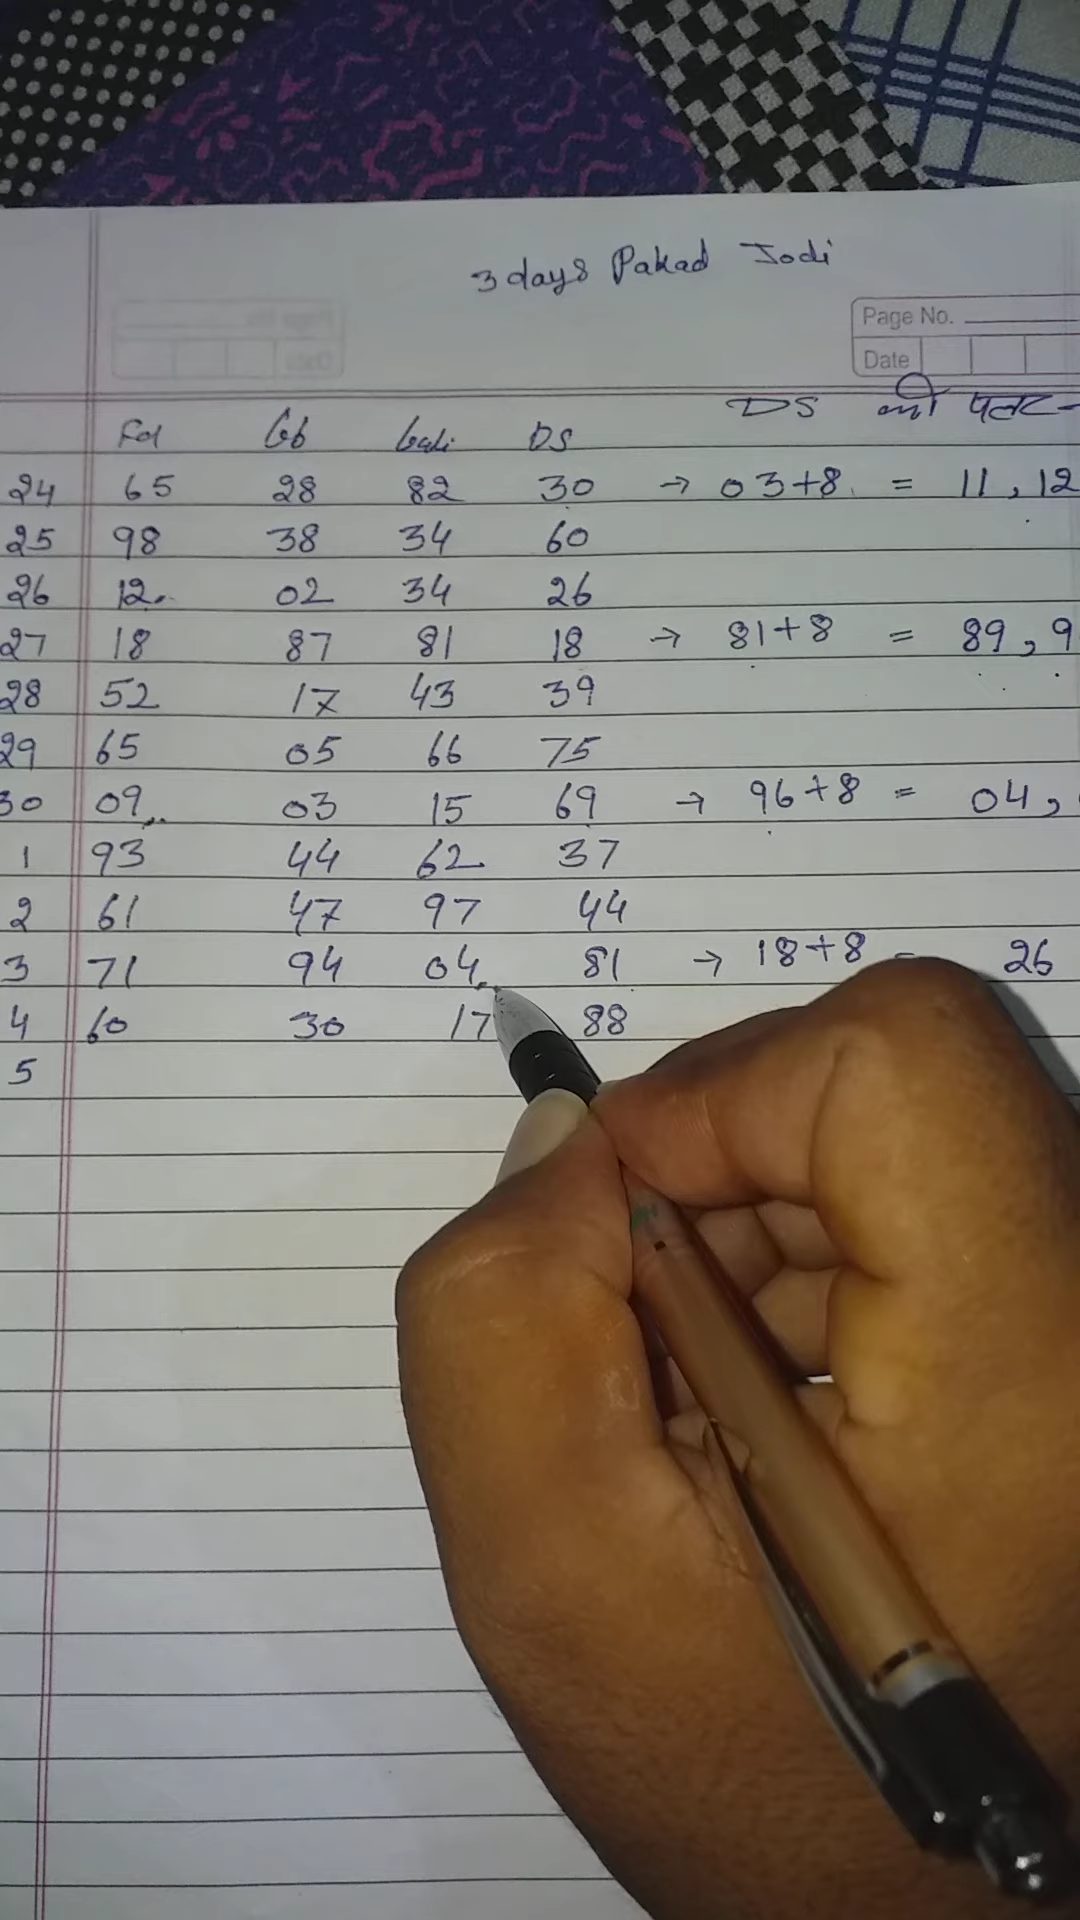 3 days Pakad Jodi
Page No.
Date
DS की पलट
Fd Gb Gali DS
24 65 28 82 30 → 03+8 = 11, 12
25 98 38 34 60
26 12 02 34 26
27 18 87 81 18 → 81+8 = 89, 9
28 52 17 43 39
29 65 05 66 75
30 09 03 15 69 → 96+8 = 04,
1 93 44 62 37
2 61 47 97 44
3 71 94 04 81 → 18+8 = 26
4 60 30 17 88
5